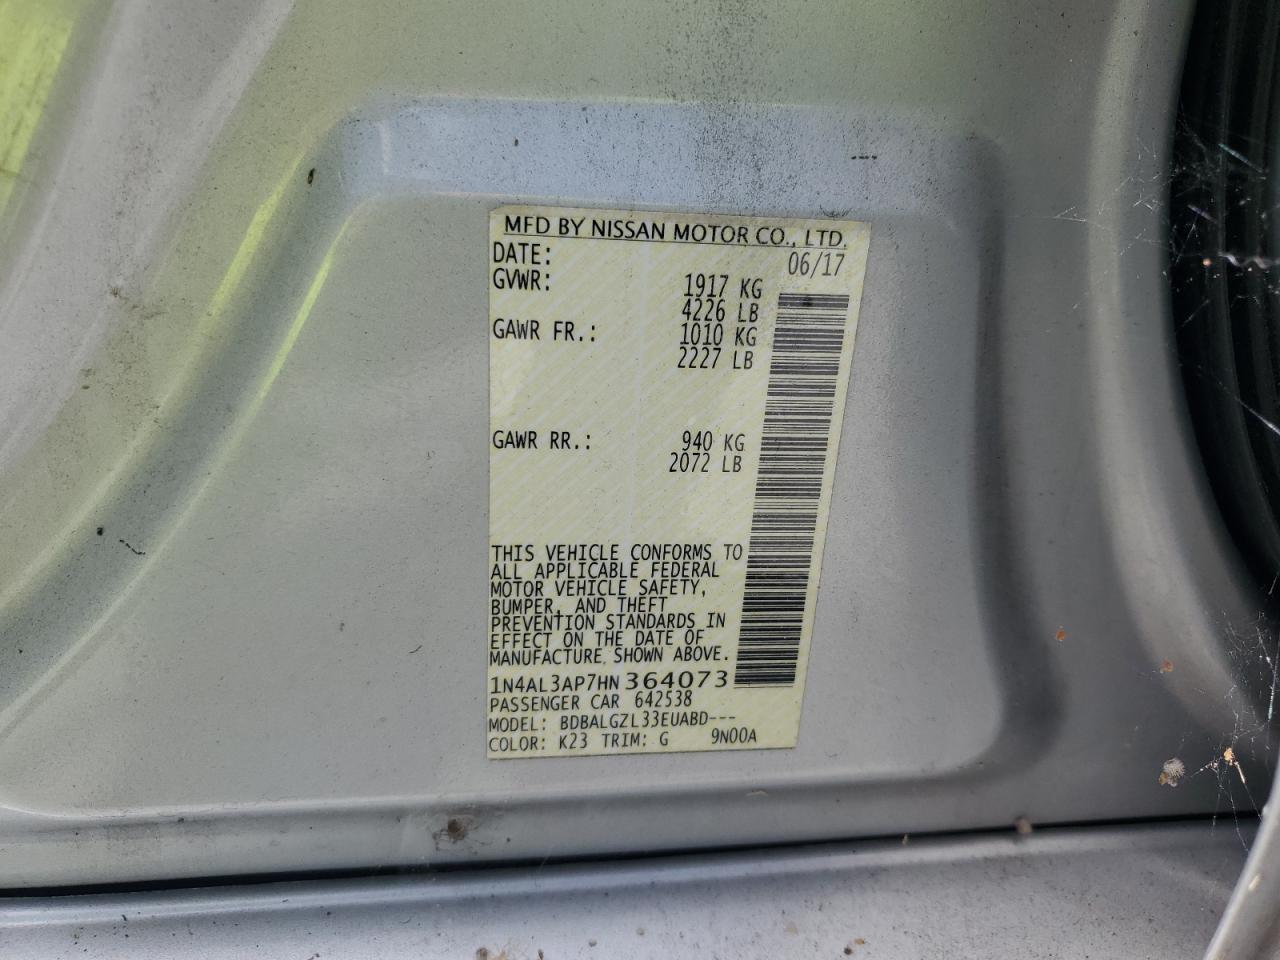 MFD BY NISSAN MOTOR CO., LTD.
DATE: 06/17
GVWR: 1917 KG
4226 LB
GAWR FR.: 1010 KG
2227 LB
GAWR RR.: 940 KG
2072 LB
THIS VEHICLE CONFORMS TO
ALL APPLICABLE FEDERAL
MOTOR VEHICLE SAFETY,
BUMPER, AND THEFT
PREVENTION STANDARDS IN
EFFECT ON THE DATE OF
MANUFACTURE SHOWN ABOVE.
1N4AL3AP7HN364073
PASSENGER CAR 642538
MODEL: BDBALGZL33EUABD---
COLOR: K23 TRIM: G 9N00A